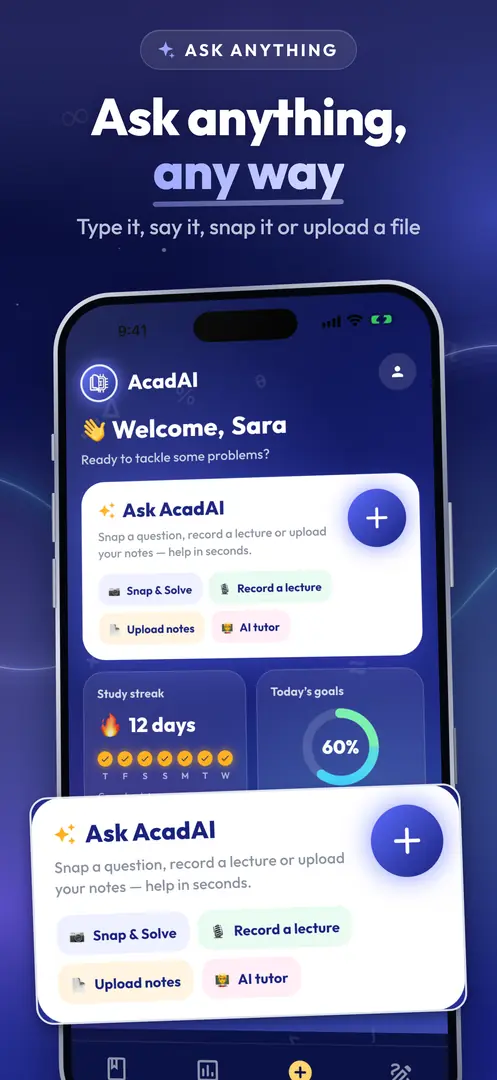 ASK ANYTHING
Ask anything,
any way
Type it, say it, snap it or upload a file
9:41
AcadAI
👋 Welcome, Sara
Ready to tackle some problems?
Ask AcadAI
Snap a question, record a lecture or upload
your notes — help in seconds.
Snap & Solve
Record a lecture
Upload notes
AI tutor
Study streak
🔥 12 days
T F S S M T W
Today's goals
60%
Ask AcadAI
Snap a question, record a lecture or upload
your notes — help in seconds.
Snap & Solve
Record a lecture
Upload notes
AI tutor